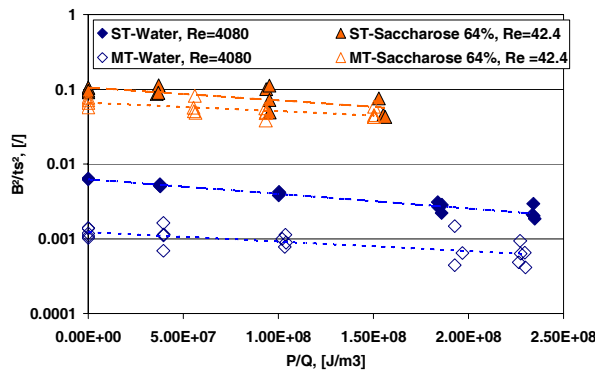 1
ST-Water, Re=4080 ST-Saccharose 64%, Re =42.4
MT-Water, Re=4080 MT-Saccharose 64%, Re =42.4
0.1
0.01
0.001
0.0001
B²/ts², [/]
0.00E+00 5.00E+07 1.00E+08 1.50E+08 2.00E+08 2.50E+08
P/Q, [J/m3]